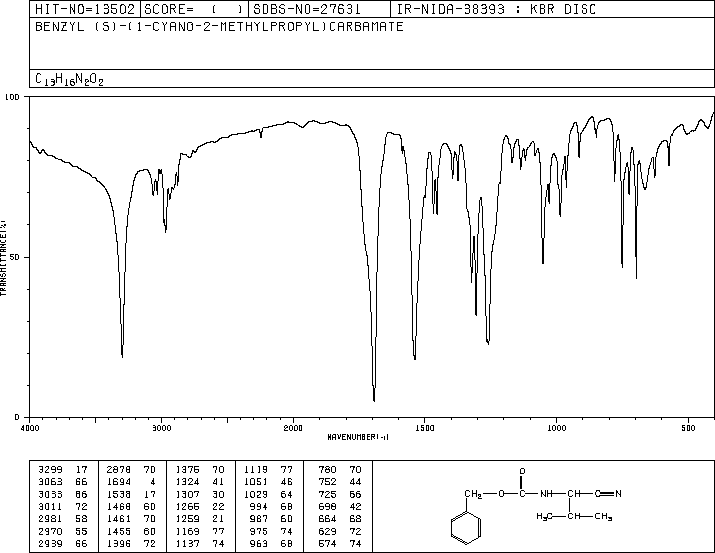 HIT-NO=13502 SCORE= ( ) SDBS-NO=27631 IR-NIDA-38393 : KBR DISC
BENZYL (S)-(1-CYANO-2-METHYLPROPYL)CARBAMATE
C13H16N2O2
100
50
0
TRANSMITTANCE(%)
4000 3000 2000 1500 1000 500
WAVENUMBER(-1)
3299 17 2878 70 1376 70 1119 77 780 70
3063 66 1694 4 1324 41 1051 46 752 44
3033 66 1538 17 1307 30 1029 64 725 66
3011 72 1468 60 1266 22 994 68 698 42
2981 58 1461 70 1259 21 987 60 664 68
2970 55 1455 60 1169 77 975 74 629 72
2939 66 1396 72 1137 74 963 68 574 74
O
CH2 O C NH CH C N
H3C CH CH3